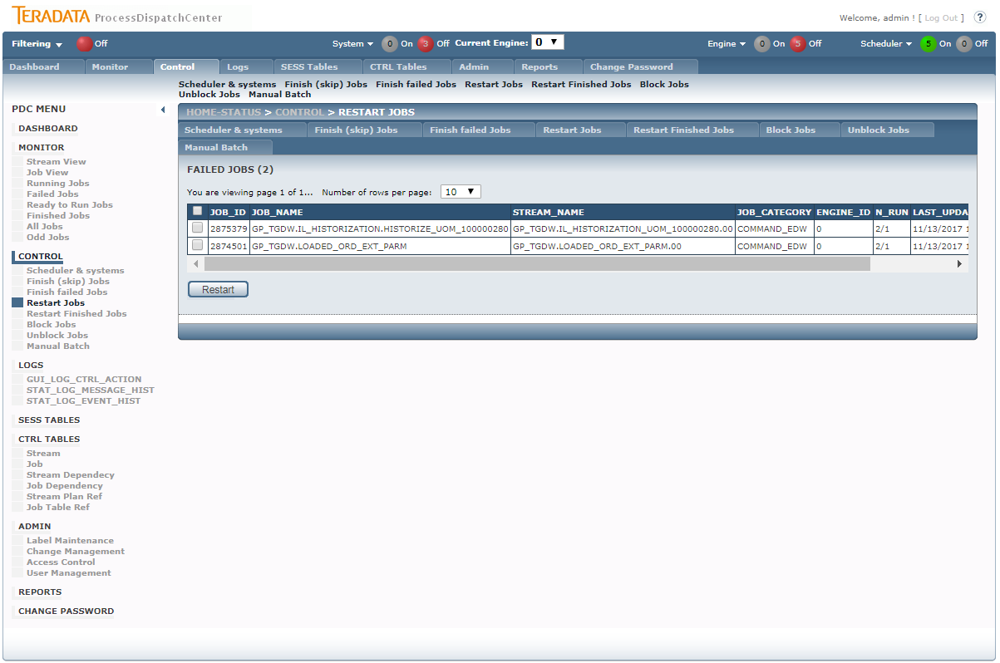 TERADATA ProcessDispatchCenter
Welcome, admin ! [ Log Out ] ?
Filtering Off System 0 On 3 Off Current Engine: 0 Engine 0 On 5 Off Scheduler 5 On 0 Off
Dashboard Monitor Control Logs SESS Tables CTRL Tables Admin Reports Change Password
Scheduler & systems Finish (skip) Jobs Finish failed Jobs Restart Jobs Restart Finished Jobs Block Jobs
Unblock Jobs Manual Batch
PDC MENU
DASHBOARD
MONITOR
Stream View
Job View
Running Jobs
Failed Jobs
Ready to Run Jobs
Finished Jobs
All Jobs
Odd Jobs
CONTROL
Scheduler & systems
Finish (skip) Jobs
Finish failed Jobs
Restart Jobs
Restart Finished Jobs
Block Jobs
Unblock Jobs
Manual Batch
LOGS
GUI_LOG_CTRL_ACTION
STAT_LOG_MESSAGE_HIST
STAT_LOG_EVENT_HIST
SESS TABLES
CTRL TABLES
Stream
Job
Stream Dependecy
Job Dependency
Stream Plan Ref
Job Table Ref
ADMIN
Label Maintenance
Change Management
Access Control
User Management
REPORTS
CHANGE PASSWORD
HOME-STATUS > CONTROL > RESTART JOBS
Scheduler & systems Finish (skip) Jobs Finish failed Jobs Restart Jobs Restart Finished Jobs Block Jobs Unblock Jobs
Manual Batch
FAILED JOBS (2)
You are viewing page 1 of 1... Number of rows per page: 10
JOB_ID JOB_NAME STREAM_NAME JOB_CATEGORY ENGINE_ID N_RUN LAST_UPDA
2875379 GP_TGDW.IL_HISTORIZATION.HISTORIZE_UOM_100000280 GP_TGDW.IL_HISTORIZATION_UOM_100000280.00 COMMAND_EDW 0 2/1 11/13/2017 1
2874501 GP_TGDW.LOADED_ORD_EXT_PARM GP_TGDW.LOADED_ORD_EXT_PARM.00 COMMAND_EDW 0 2/1 11/13/2017 1
Restart